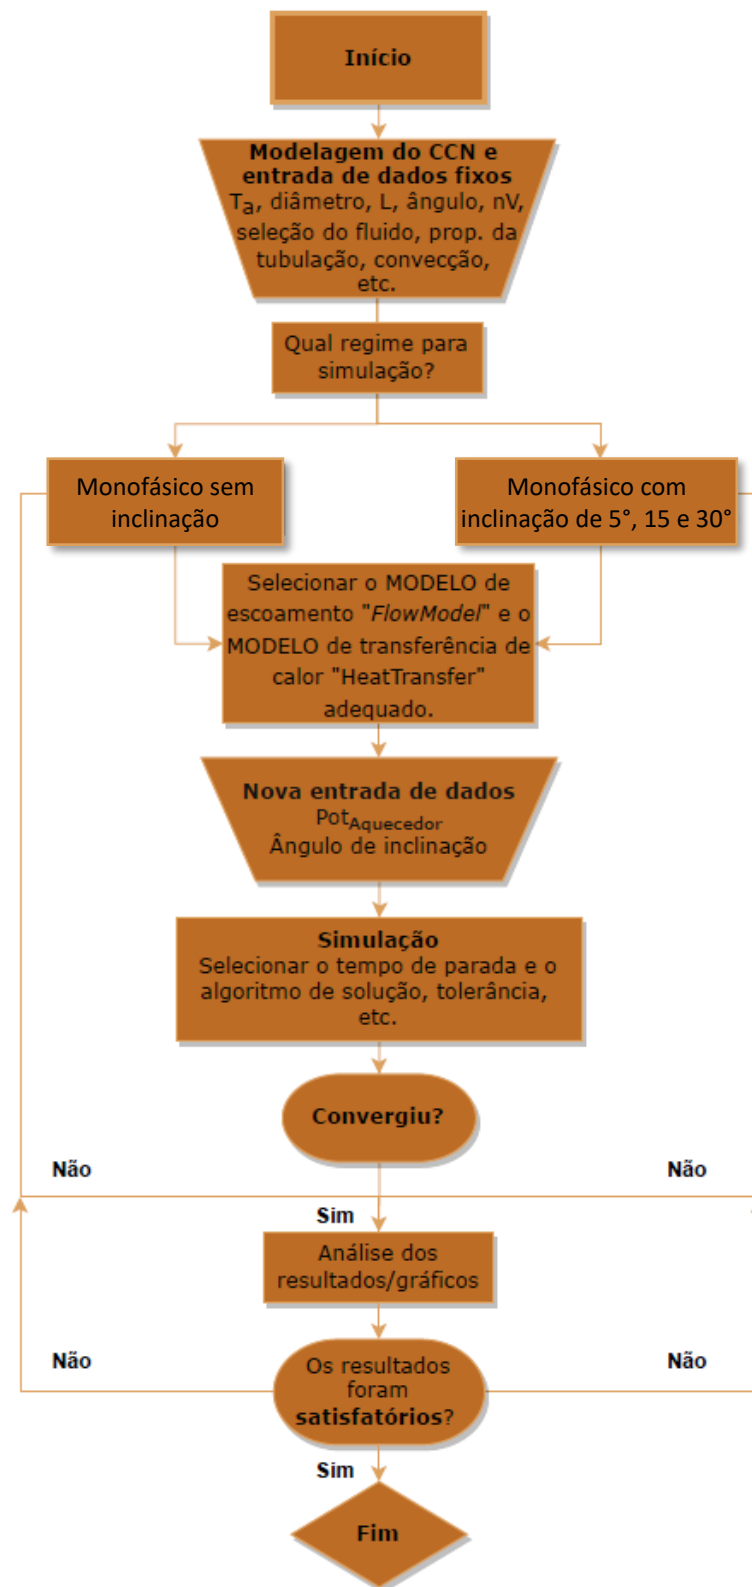 Início
Modelagem do CCN e
entrada de dados fixos
Ta, diâmetro, L, ângulo, nV,
seleção do fluido, prop. da
tubulação, convecção,
etc.
Qual regime para
simulação?
Monofásico sem
inclinação
Monofásico com
inclinação de 5°, 15 e 30°
Selecionar o MODELO de
escoamento "FlowModel" e o
MODELO de transferência de
calor "HeatTransfer"
adequado.
Nova entrada de dados
PotAquecedor
Ângulo de inclinação
Simulação
Selecionar o tempo de parada e o
algoritmo de solução, tolerância,
etc.
Convergiu?
Não
Não
Sim
Análise dos
resultados/gráficos
Não
Não
Os resultados
foram
satisfatórios?
Sim
Fim